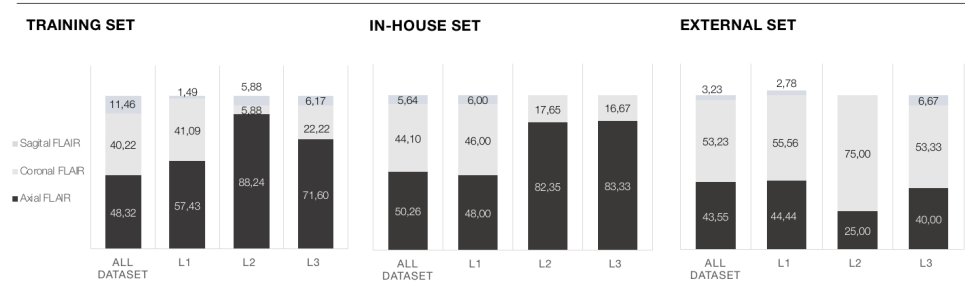 TRAINING SET
IN-HOUSE SET
EXTERNAL SET
Sagital FLAIR
Coronal FLAIR
Axial FLAIR
11,46
40,22
48,32
1,49
41,09
57,43
5,88
5,88
88,24
6,17
22,22
71,60
ALL DATASET
L1
L2
L3
5,64
44,10
50,26
6,00
46,00
48,00
17,65
82,35
16,67
83,33
ALL DATASET
L1
L2
L3
3,23
53,23
43,55
2,78
55,56
44,44
75,00
25,00
6,67
53,33
40,00
ALL DATASET
L1
L2
L3